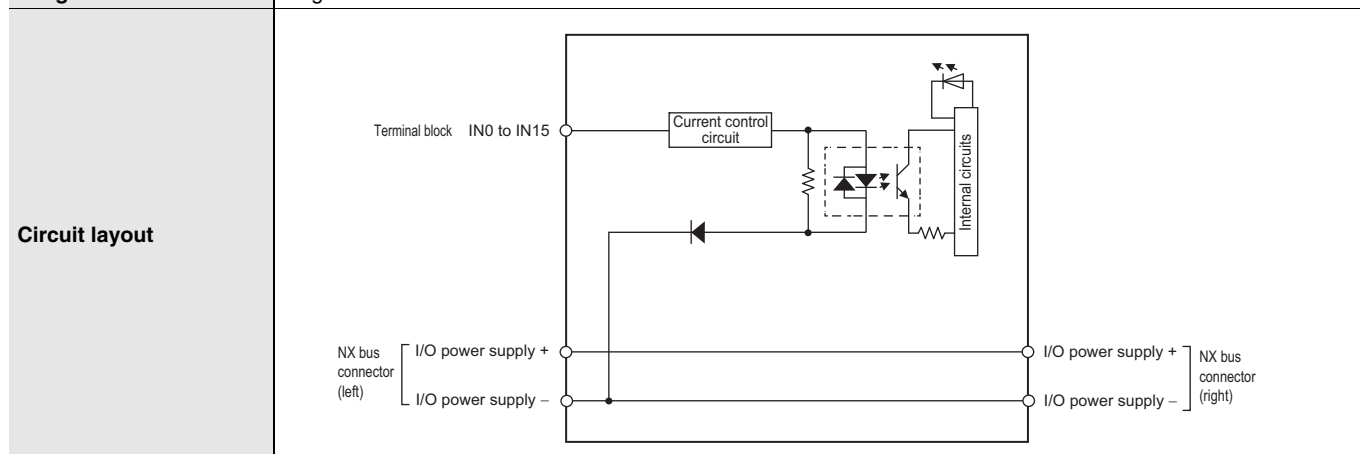 Circuit layout
Terminal block IN0 to IN15
Current control
circuit
Internal circuits
NX bus
connector
(left)
I/O power supply +
I/O power supply −
I/O power supply +
I/O power supply −
NX bus
connector
(right)